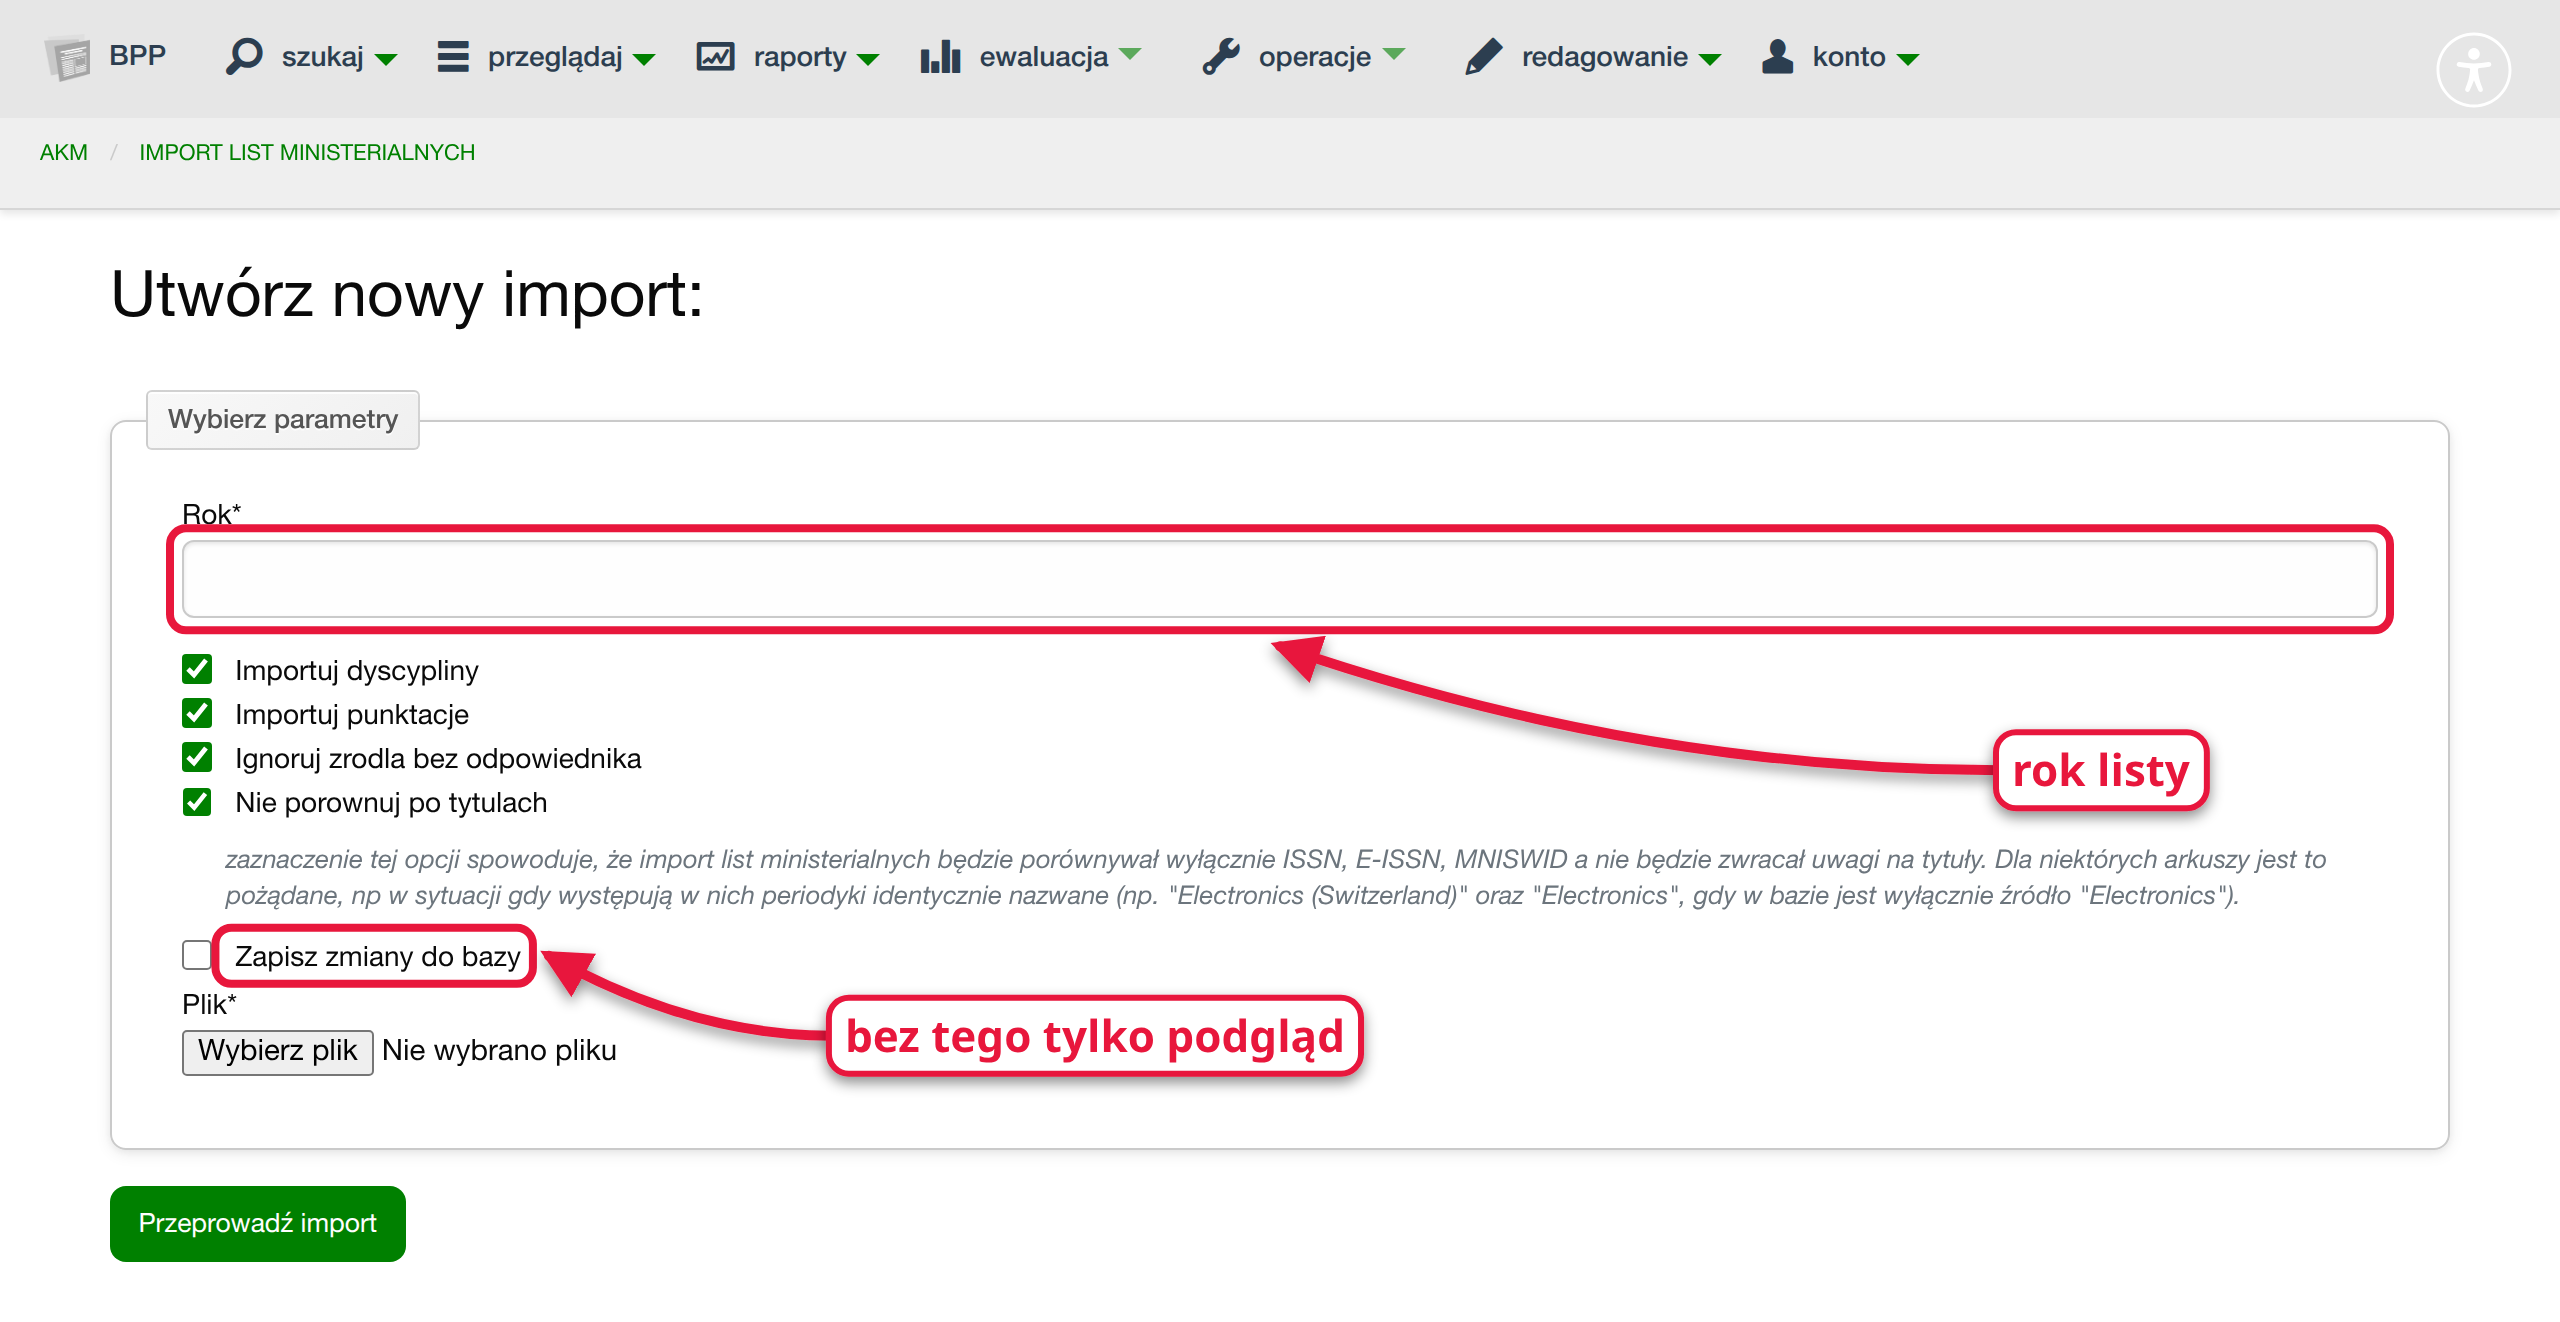 BPP szukaj przeglądaj raporty ewaluacja operacje redagowanie konto
AKM / IMPORT LIST MINISTERIALNYCH
Utwórz nowy import:
Wybierz parametry
Rok*
Importuj dyscypliny
Importuj punktacje
Ignoruj zrodla bez odpowiednika
rok listy
Nie porownuj po tytulach
zaznaczenie tej opcji spowoduje, że import list ministerialnych będzie porównywał wyłącznie ISSN, E-ISSN, MNISWID a nie będzie zwracał uwagi na tytuły. Dla niektórych arkuszy jest to
pożądane, np w sytuacji gdy występują w nich periodyki identycznie nazwane (np. "Electronics (Switzerland)" oraz "Electronics", gdy w bazie jest wyłącznie źródło "Electronics").
Zapisz zmiany do bazy
Plik*
bez tego tylko podgląd
Wybierz plik Nie wybrano pliku
Przeprowadź import